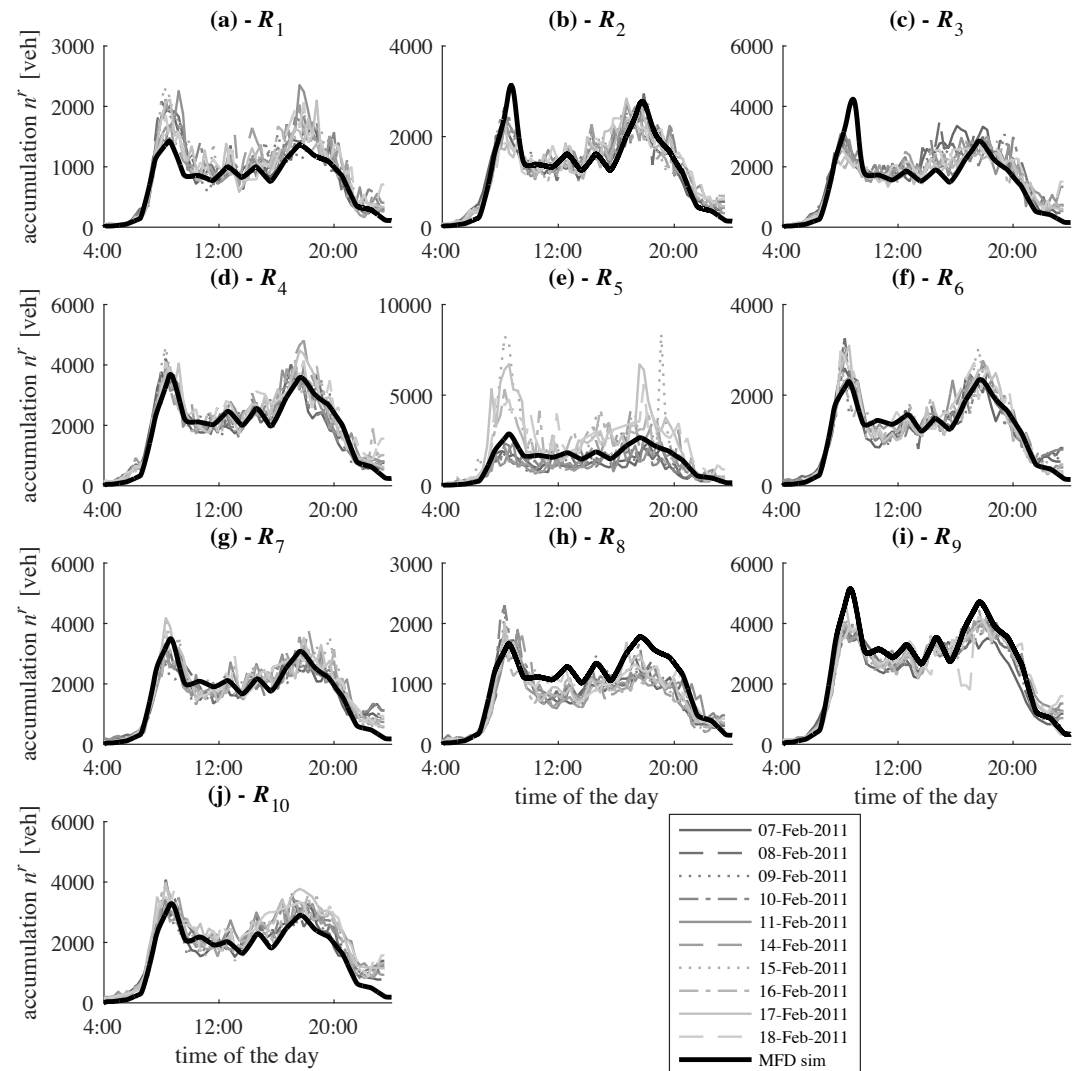 (a) - R1 (b) - R2 (c) - R3
accumulation n^r [veh]
3000 4000 6000
2000 4000
2000
1000 2000
0 0 0
4:00 12:00 20:00 4:00 12:00 20:00 4:00 12:00 20:00
(d) - R4 (e) - R5 (f) - R6
accumulation n^r [veh]
6000 10000 4000
4000
5000 2000
2000
0 0 0
4:00 12:00 20:00 4:00 12:00 20:00 4:00 12:00 20:00
(g) - R7 (h) - R8 (i) - R9
accumulation n^r [veh]
6000 3000 6000
4000 2000 4000
2000 1000 2000
0 0 0
4:00 12:00 20:00 4:00 12:00 20:00 4:00 12:00 20:00
(j) - R10 time of the day time of the day
accumulation n^r [veh]
6000
4000
2000
0
4:00 12:00 20:00
time of the day
07-Feb-2011
08-Feb-2011
09-Feb-2011
10-Feb-2011
11-Feb-2011
14-Feb-2011
15-Feb-2011
16-Feb-2011
17-Feb-2011
18-Feb-2011
MFD sim